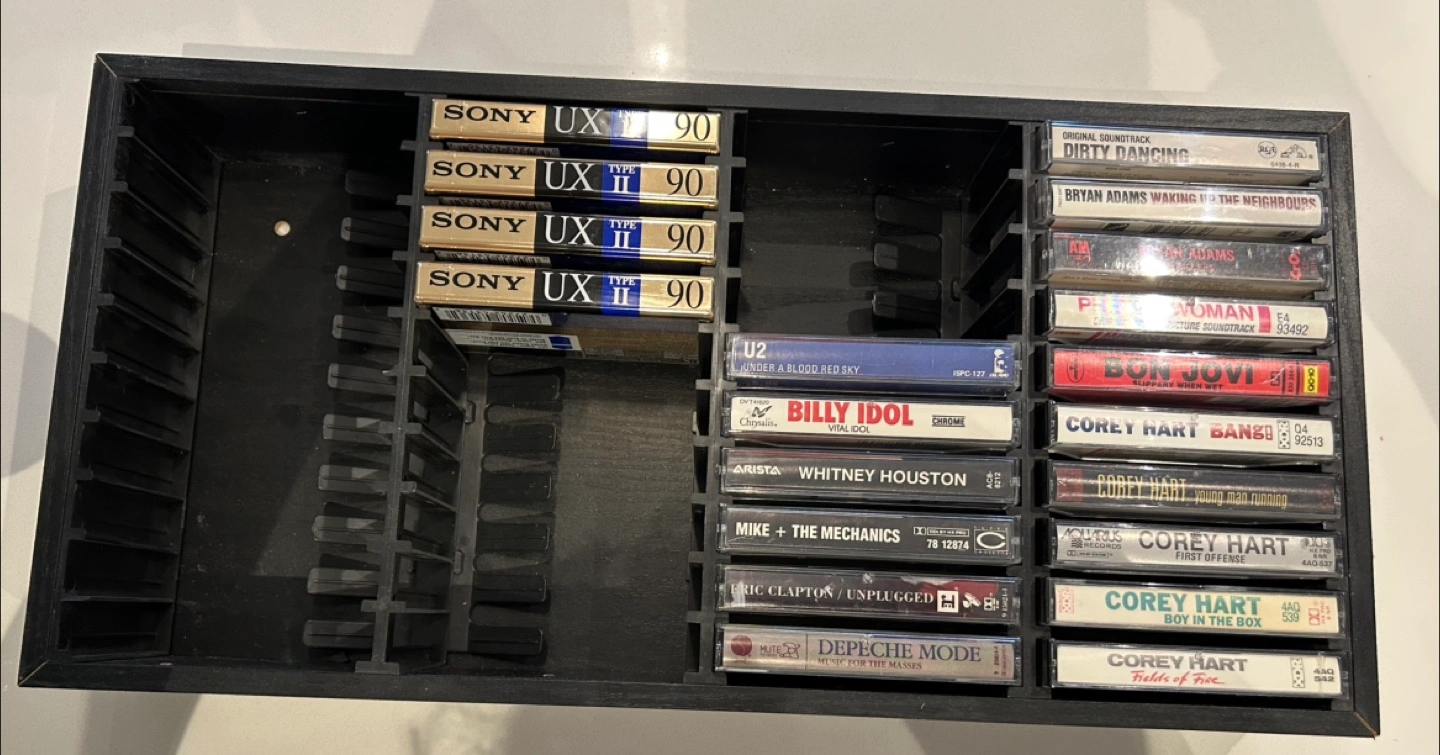 SONY UX 90
SONY UX TYPE II 90
SONY UX TYPE II 90
SONY UX TYPE II 90
U2
UNDER A BLOOD RED SKY ISPC-127
Chrysalis. BILLY IDOL CHROME
VITAL IDOL
ARISTA WHITNEY HOUSTON AC8-8212
MIKE + THE MECHANICS
78 12874
ERIC CLAPTON / UNPLUGGED
MUTE DEPECHE MODE
MUSIC FOR THE MASSES
ORIGINAL SOUNDTRACK
DIRTY DANCING
BRYAN ADAMS WAKING UP THE NEIGHBOURS
A&M ADAMS
WOMAN E4
PICTURE SOUNDTRACK 93492
BON JOVI
SLIPPERY WHEN WET
COREY HART BANG! Q4
92513
COREY HART young man running
AQUARIUS COREY HART
RECORDS FIRST OFFENSE 4AQ-537
COREY HART 4AQ
BOY IN THE BOX 539
COREY HART 4AQ
Fields of Fire 542